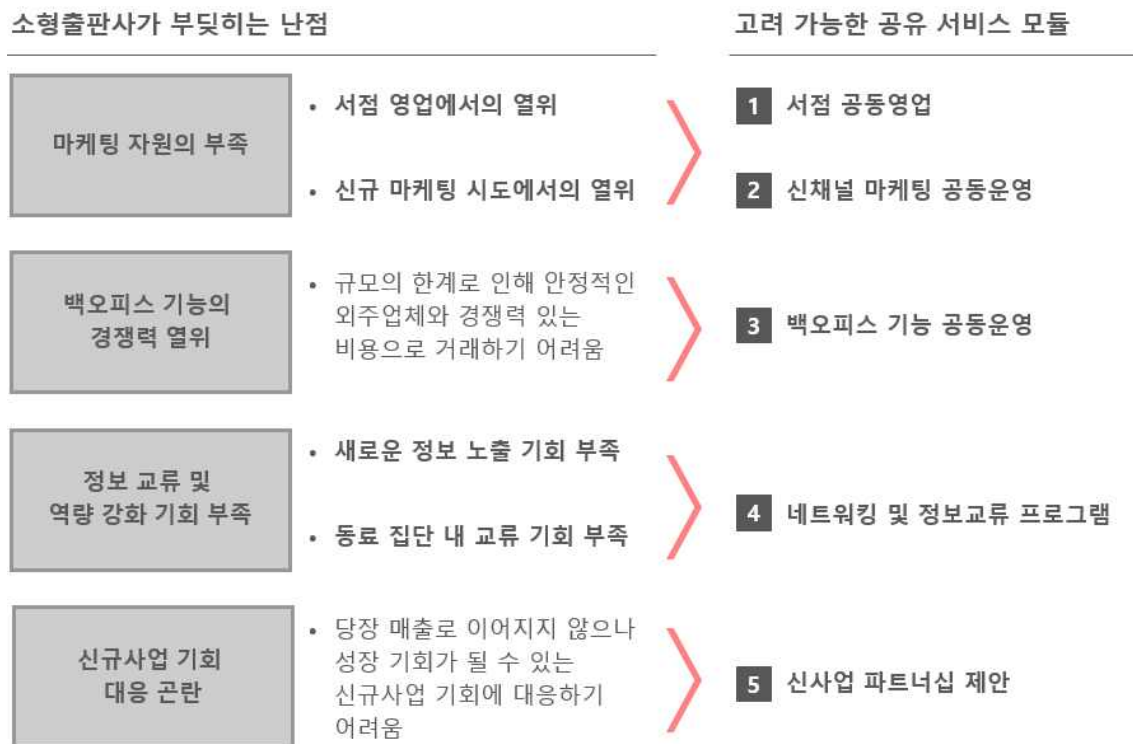 소형출판사가 부딪히는 난점
고려 가능한 공유 서비스 모듈
마케팅 자원의 부족
• 서점 영업에서의 열위
• 신규 마케팅 시도에서의 열위
1 서점 공동영업
2 신채널 마케팅 공동운영
백오피스 기능의
경쟁력 열위
• 규모의 한계로 인해 안정적인
외주업체와 경쟁력 있는
비용으로 거래하기 어려움
3 백오피스 기능 공동운영
정보 교류 및
역량 강화 기회 부족
• 새로운 정보 노출 기회 부족
• 동료 집단 내 교류 기회 부족
4 네트워킹 및 정보교류 프로그램
신규사업 기회
대응 곤란
• 당장 매출로 이어지지 않으나
성장 기회가 될 수 있는
신규사업 기회에 대응하기
어려움
5 신사업 파트너십 제안